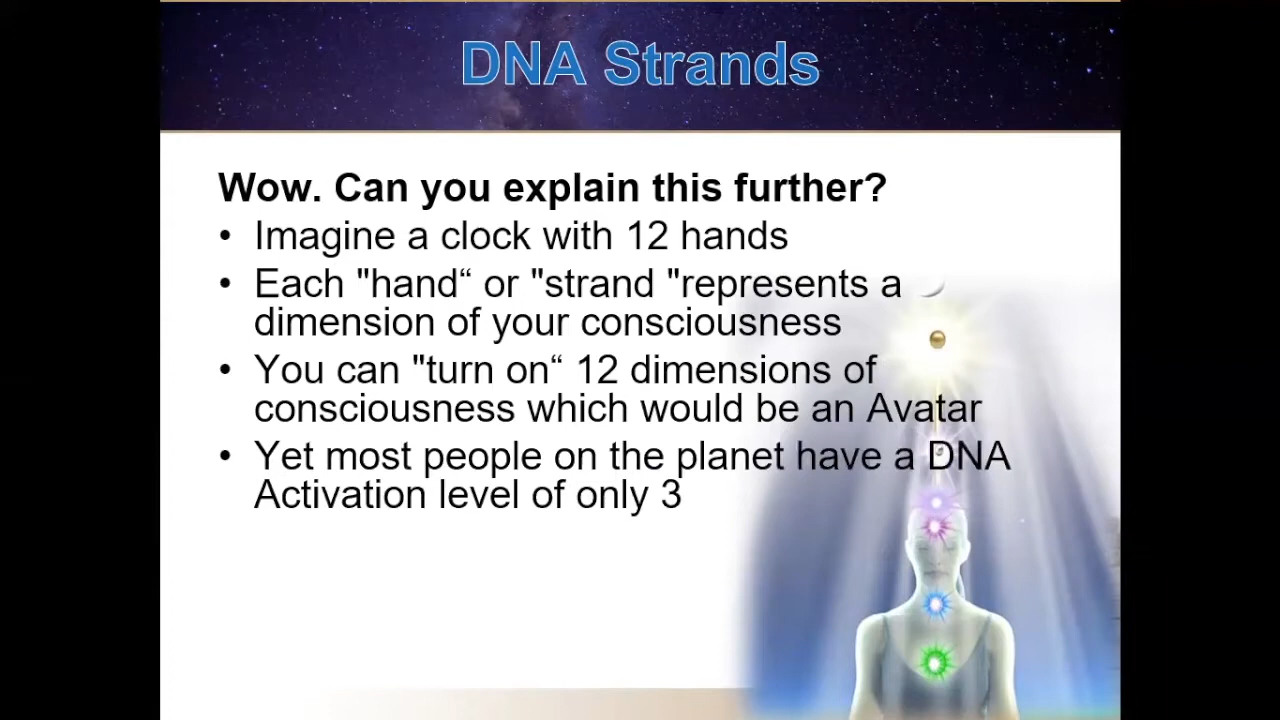 DNA Strands
Wow. Can you explain this further?
• Imagine a clock with 12 hands
• Each "hand“ or "strand "represents a
dimension of your consciousness
• You can "turn on“ 12 dimensions of
consciousness which would be an Avatar
• Yet most people on the planet have a DNA
Activation level of only 3